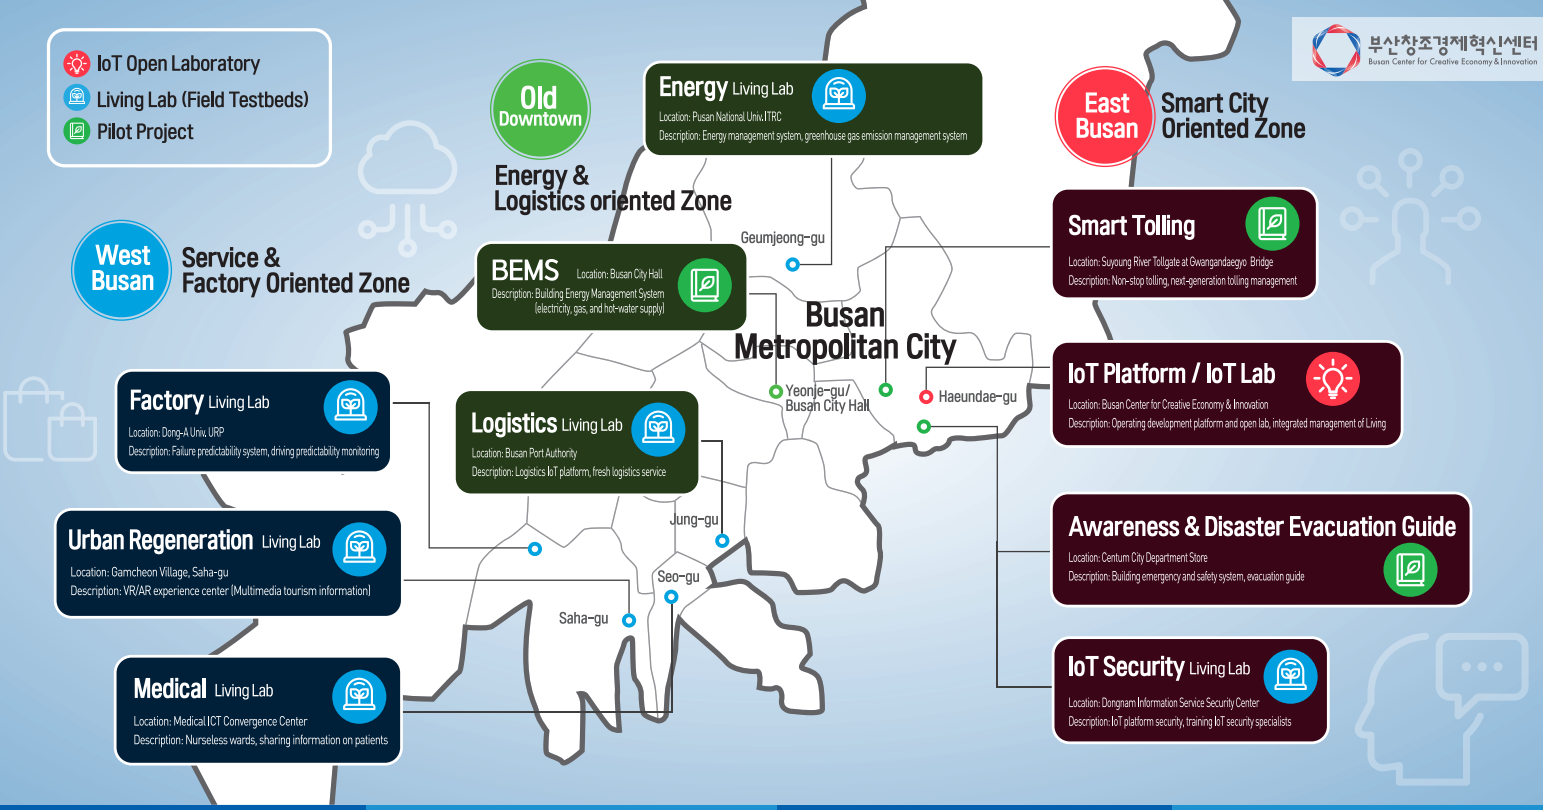 IoT Open Laboratory
Living Lab (Field Testbeds)
Pilot Project
West
Busan
Service &
Factory Oriented Zone
Old
Downtown
Energy &
Logistics oriented Zone
East
Busan
Smart City
Oriented Zone
부산창조경제혁신센터
Busan Center for Creative Economy & Innovation
Energy Living Lab
Location: Pusan National Univ. ITRC
Description: Energy management system, greenhouse gas emission management system
BEMS Location: Busan City Hall
Description: Building Energy Management System
(electricity, gas, and hot-water supply)
Logistics Living Lab
Location: Busan Port Authority
Description: Logistics IoT platform, fresh logistics service
Factory Living Lab
Location: Dong-A Univ. URP
Description: Failure predictability system, driving predictability monitoring
Urban Regeneration Living Lab
Location: Gamcheon Village, Saha-gu
Description: VR/AR experience center (Multimedia tourism information)
Medical Living Lab
Location: Medical ICT Convergence Center
Description: Nurseless wards, sharing information on patients
Busan
Metropolitan City
Geumjeong-gu
Yeonje-gu/
Busan City Hall
Haeundae-gu
Jung-gu
Seo-gu
Saha-gu
Smart Tolling
Location: Suyoung River Tollgate at Gwangandaegyo Bridge
Description: Non-stop tolling, next-generation tolling management
IoT Platform / IoT Lab
Location: Busan Center for Creative Economy & Innovation
Description: Operating development platform and open lab, integrated management of Living
Awareness & Disaster Evacuation Guide
Location: Centum City Department Store
Description: Building emergency and safety system, evacuation guide
IoT Security Living Lab
Location: Dongnam Information Service Security Center
Description: IoT platform security, training IoT security specialists